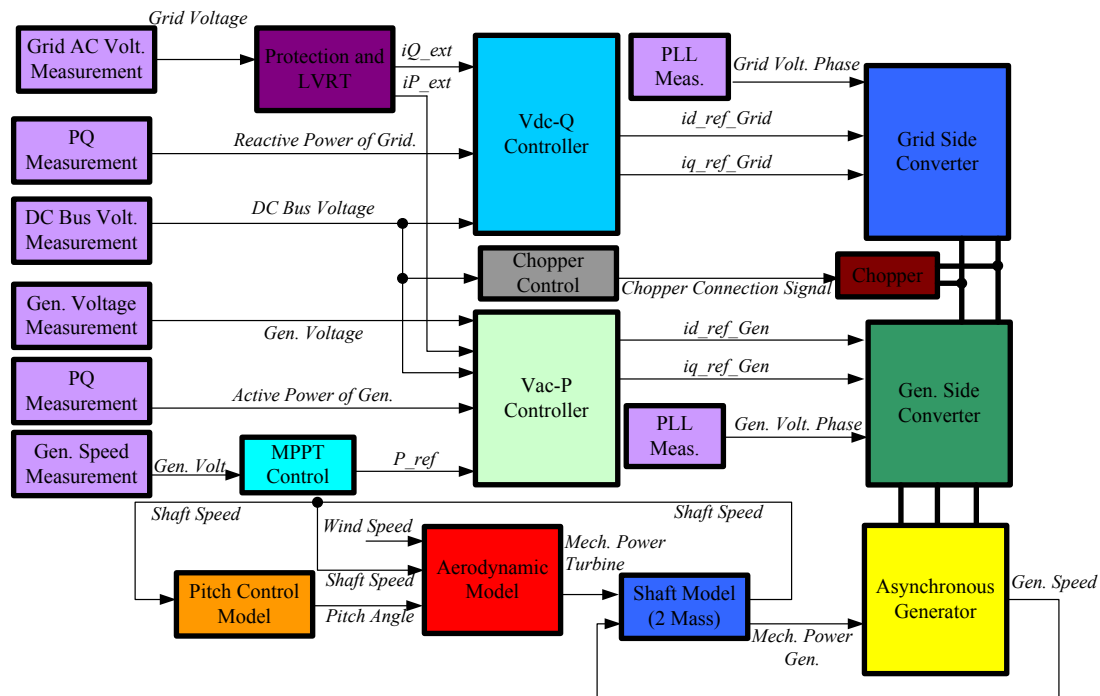 Grid Voltage
Grid AC Volt.
Measurement
Protection and
LVRT
iQ_ext
iP_ext
Vdc-Q
Controller
PLL
Meas.
Grid Volt. Phase
id_ref_Grid
iq_ref_Grid
Grid Side
Converter
PQ
Measurement
Reactive Power of Grid.
DC Bus Volt.
Measurement
DC Bus Voltage
Chopper
Control
Chopper Connection Signal
Chopper
Gen. Voltage
Measurement
Gen. Voltage
Vac-P
Controller
id_ref_Gen
iq_ref_Gen
Gen. Side
Converter
PQ
Measurement
Active Power of Gen.
PLL
Meas.
Gen. Volt. Phase
Gen. Speed
Measurement
Gen. Volt
MPPT
Control
P_ref
Shaft Speed
Wind Speed
Shaft Speed
Shaft Speed
Pitch Control
Model
Pitch Angle
Aerodynamic
Model
Mech. Power
Turbine
Shaft Model
(2 Mass)
Mech. Power
Gen.
Asynchronous
Generator
Gen. Speed